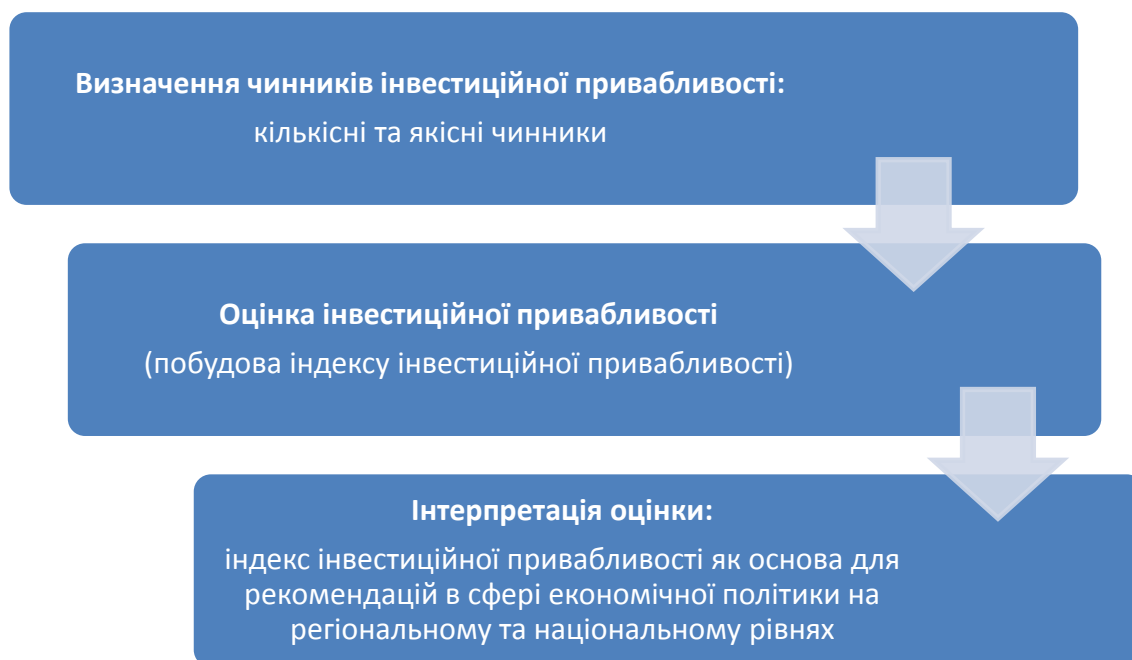 Визначення чинників інвестиційної привабливості:
кількісні та якісні чинники
Оцінка інвестиційної привабливості
(побудова індексу інвестиційної привабливості)
Інтерпретація оцінки:
індекс інвестиційної привабливості як основа для
рекомендацій в сфері економічної політики на
регіональному та національному рівнях